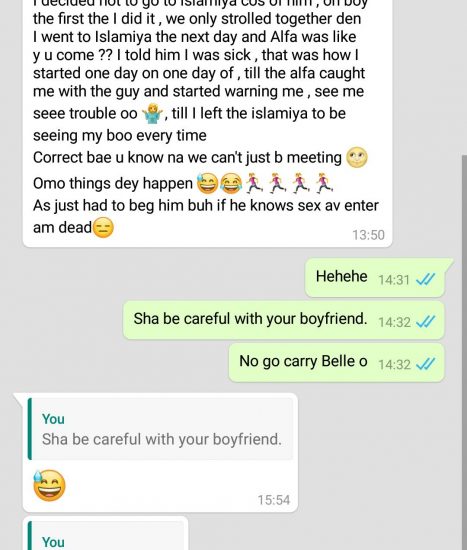 I decided not to go to Islamiya cos of him , oh boy
the first the I did it , we only strolled together den
I went to Islamiya the next day and Alfa was like
y u come ?? I told him I was sick , that was how I
started one day on one day of , till the alfa caught
me with the guy and started warning me , see me
seee trouble oo 🤷‍♂️ , till I left the islamiya to be
seeing my boo every time
Correct bae u know na we can't just b meeting 🌝
Omo things dey happen 😅😂🏃‍♀️🏃‍♀️🏃‍♀️🏃‍♀️
As just had to beg him buh if he knows sex av enter
am dead😑
13:50
Hehehe 14:31
Sha be careful with your boyfriend. 14:32
No go carry Belle o 14:32
You
Sha be careful with your boyfriend.
😅
15:54
You